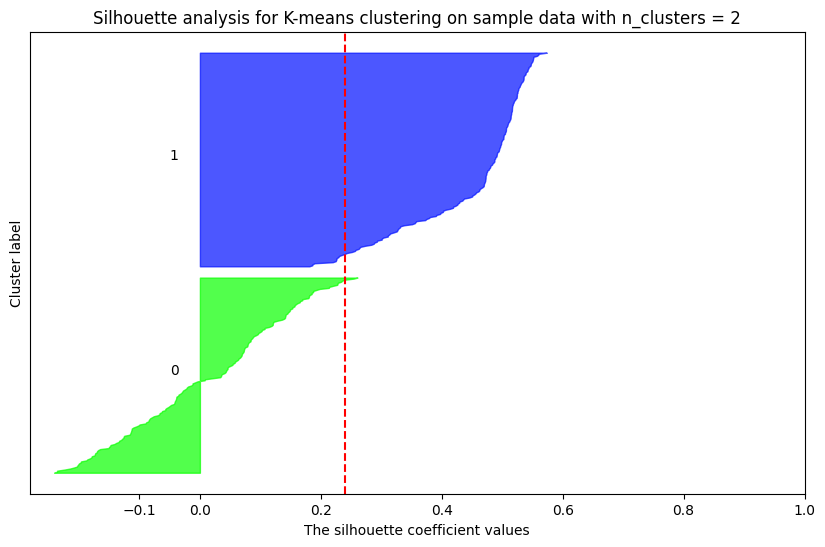 Silhouette analysis for K-means clustering on sample data with n_clusters = 2
Cluster label
1
0
−0.1 0.0 0.2 0.4 0.6 0.8 1.0
The silhouette coefficient values